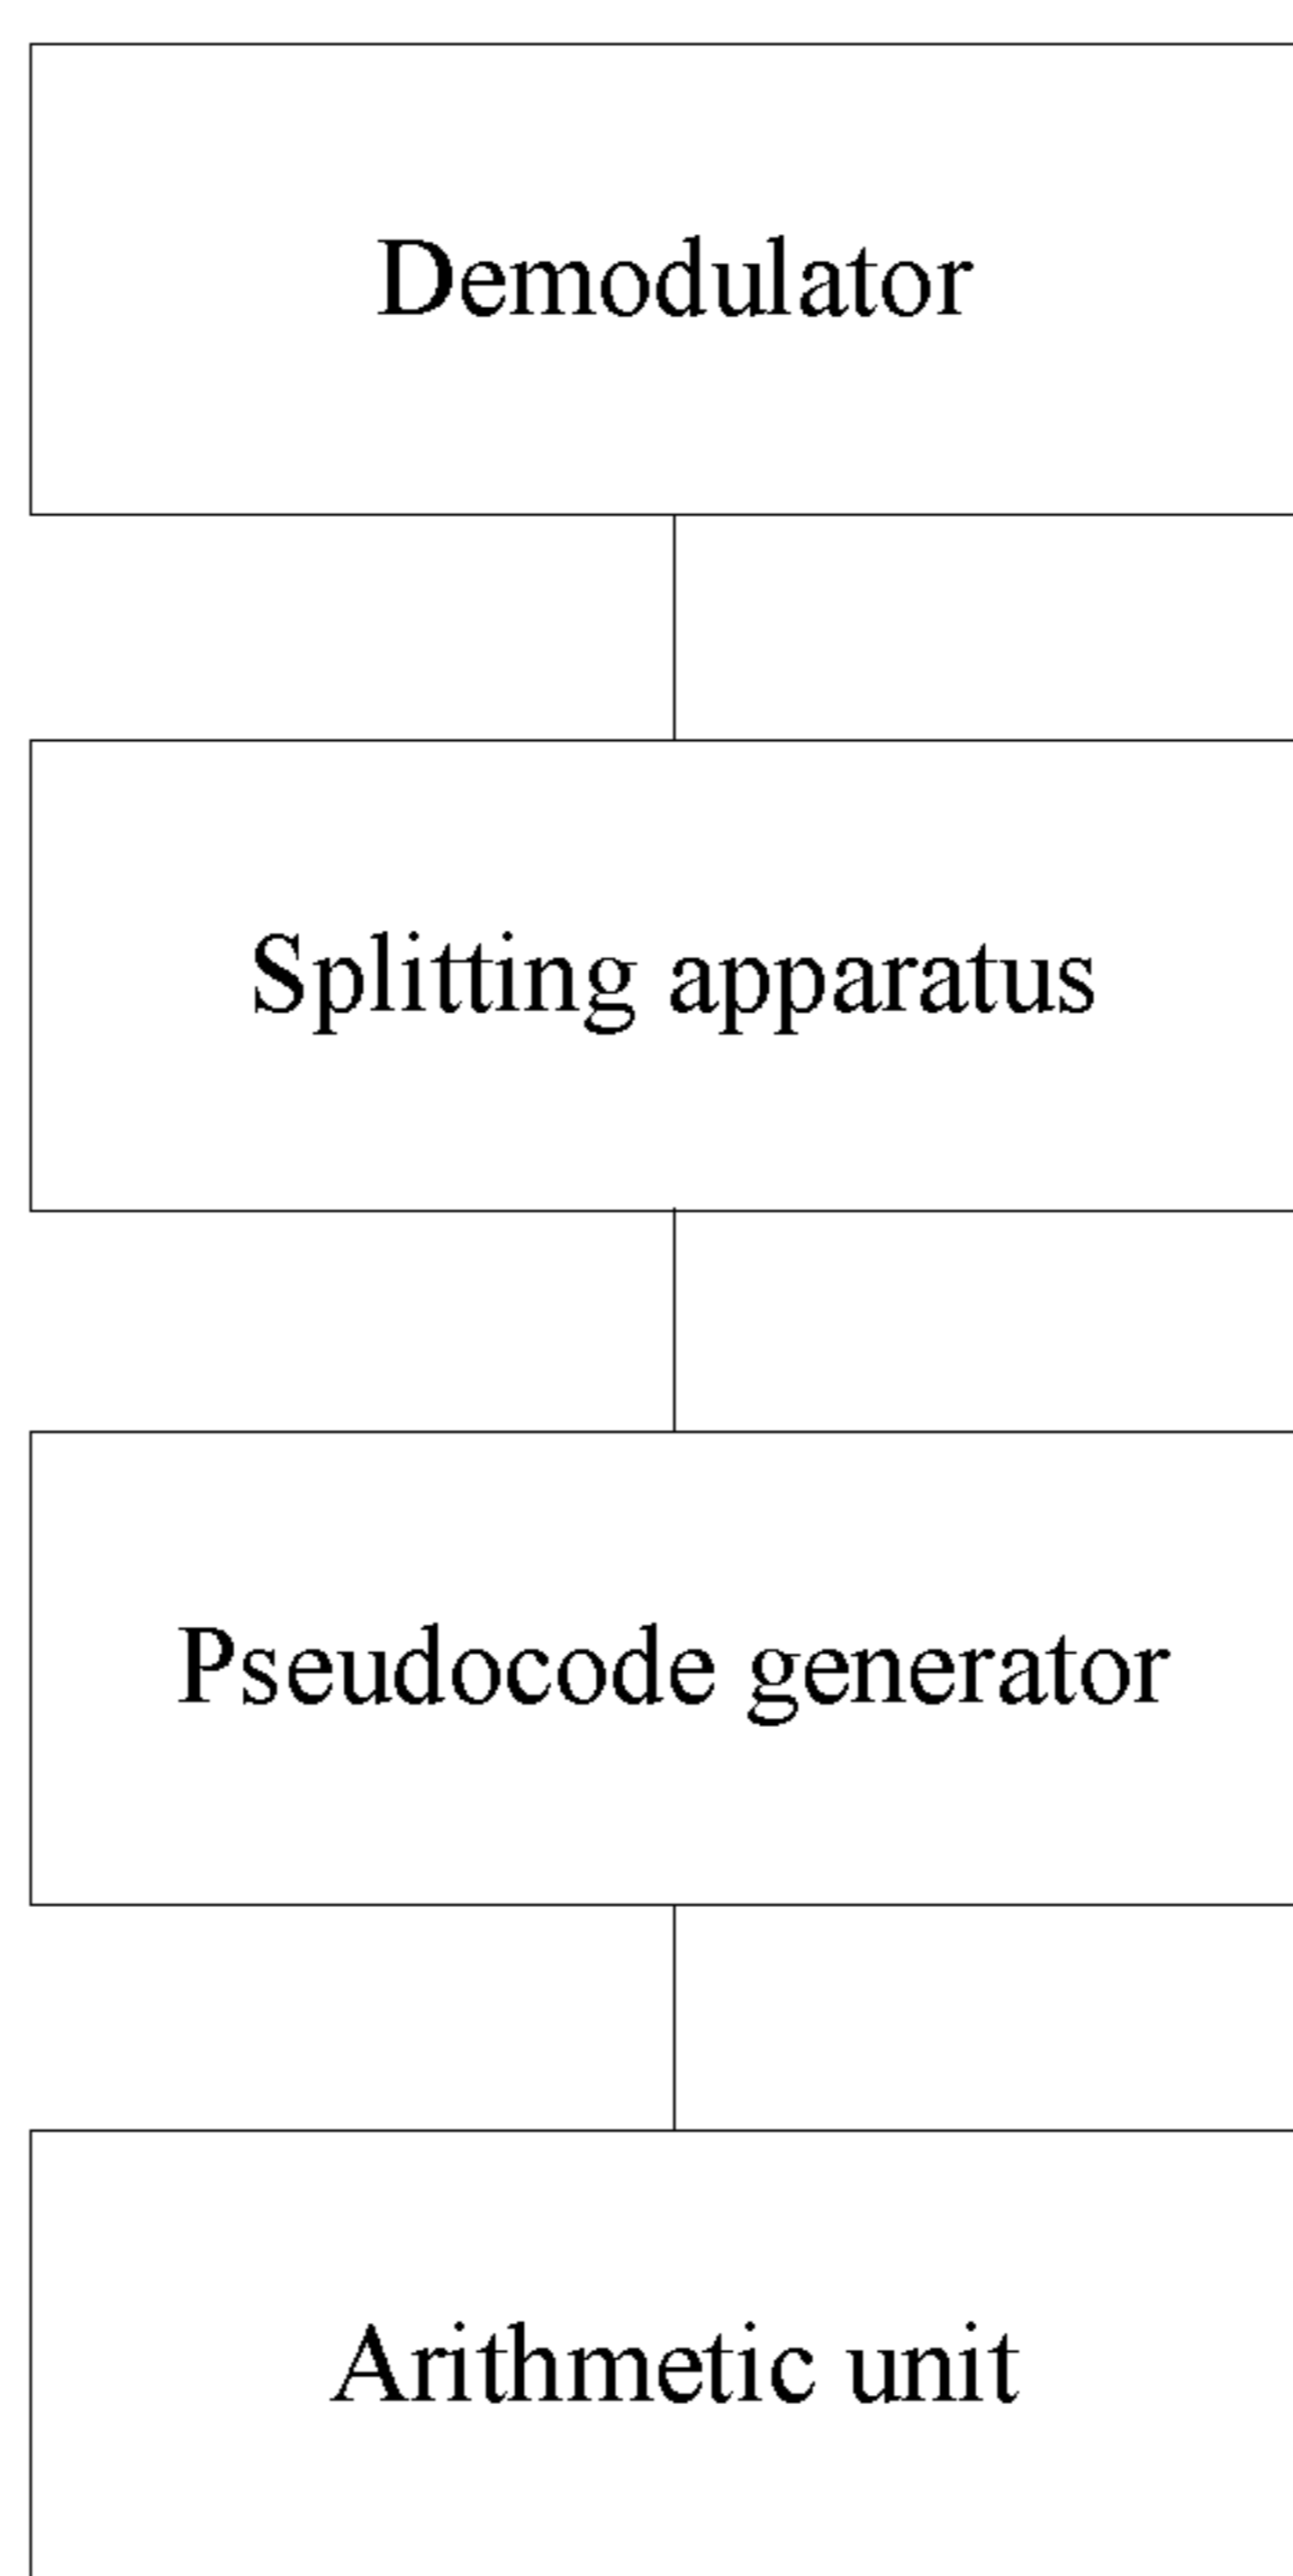 Demodulator
Splitting apparatus
Pseudocode generator
Arithmetic unit